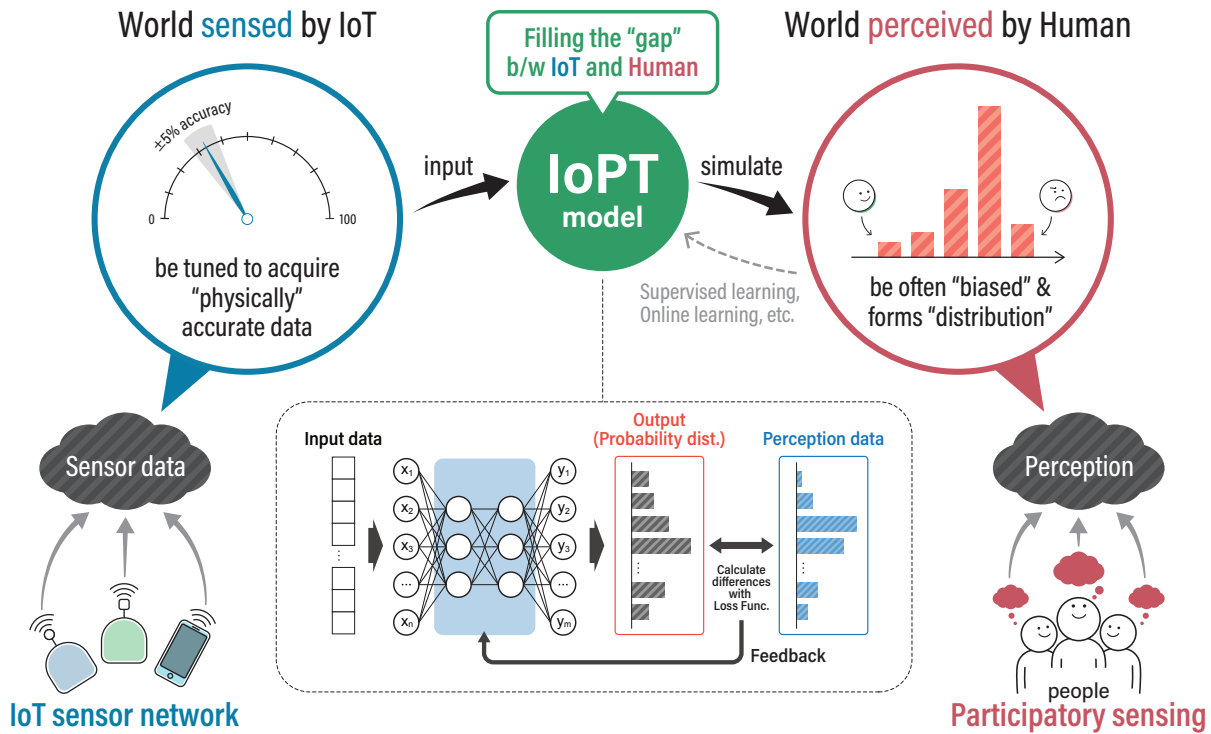 World sensed by IoT
Filling the “gap”
b/w IoT and Human
World perceived by Human
±5% accuracy
0
100
be tuned to acquire
“physically”
accurate data
input
IoPT
model
simulate
Supervised learning,
Online learning, etc.
be often “biased” &
forms “distribution”
Sensor data
IoT sensor network
Input data
x1
x2
x3
...
xn
y1
y2
y3
...
ym
Output
(Probability dist.)
Perception data
Calculate
differences
with
Loss Func.
Feedback
Perception
people
Participatory sensing